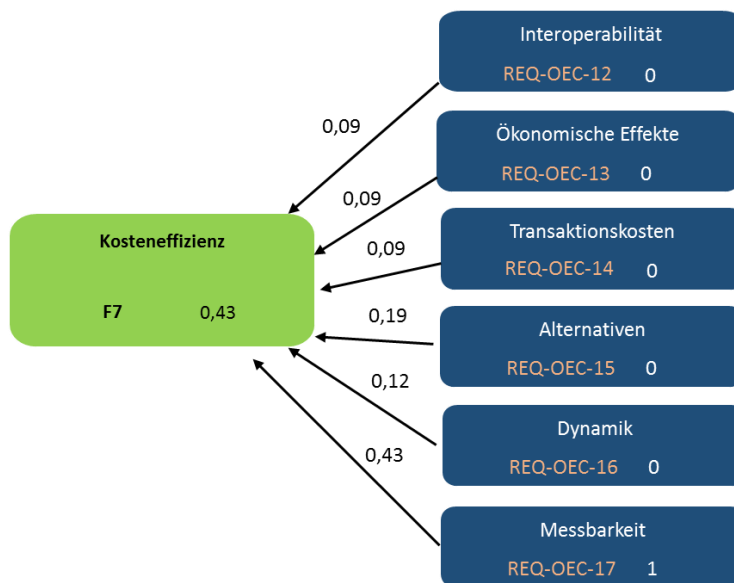 Interoperabilität
REQ-OEC-12 0
0,09
Ökonomische Effekte
REQ-OEC-13 0
0,09
Kosteneffizienz
F7 0,43
Transaktionskosten
REQ-OEC-14 0
0,09
Alternativen
REQ-OEC-15 0
0,19
Dynamik
REQ-OEC-16 0
0,12
Messbarkeit
REQ-OEC-17 1
0,43